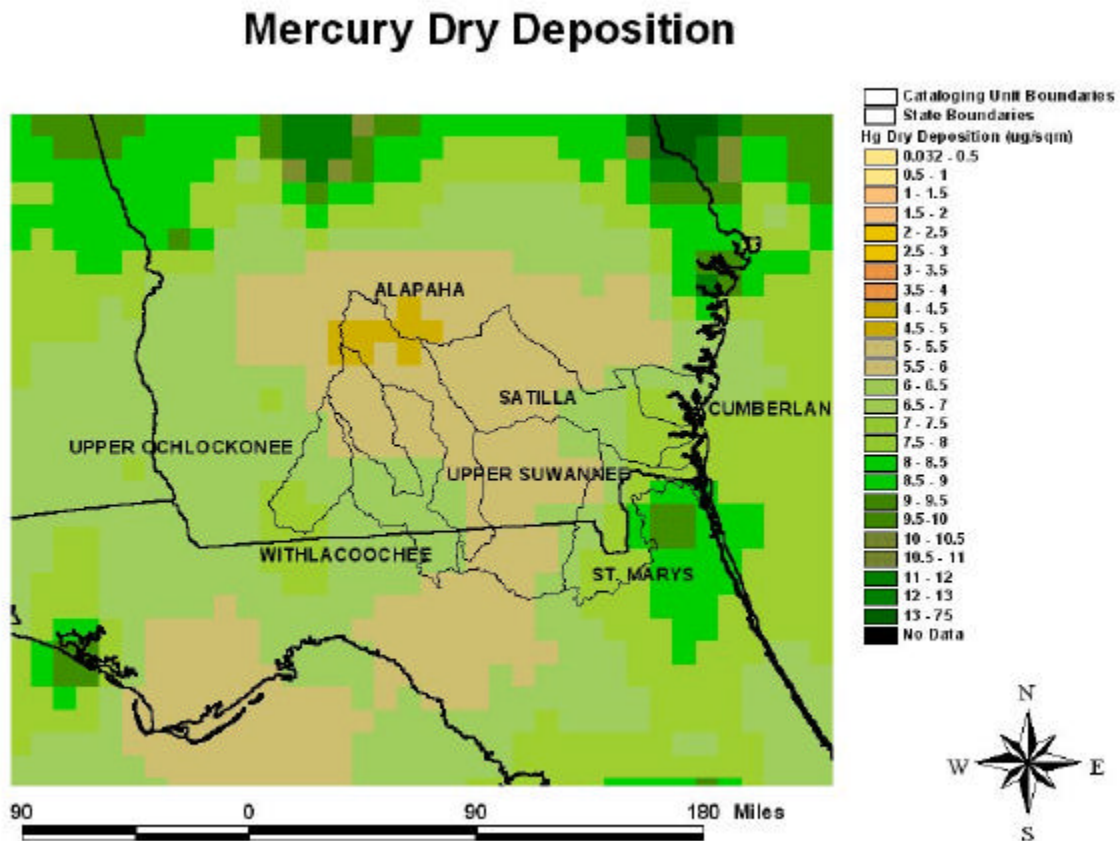 Mercury Dry Deposition
Cataloging Unit Boundaries
State Boundaries
Hg Dry Deposition (ug/sqm)
0.032 - 0.5
0.5 - 1
1 - 1.5
1.5 - 2
2 - 2.5
2.5 - 3
3 - 3.5
3.5 - 4
4 - 4.5
4.5 - 5
5 - 5.5
5.5 - 6
6 - 6.5
6.5 - 7
7 - 7.5
7.5 - 8
8 - 8.5
8.5 - 9
9 - 9.5
9.5-10
10 - 10.5
10.5 - 11
11 - 12
12 - 13
13 - 75
No Data
ALAPAHA
SATILLA
CUMBERLAN
UPPER OCHLOCKONEE
UPPER SUWANNEE
WITHLACOOCHEE
ST. MARYS
N
W E
S
90 0 90 180 Miles